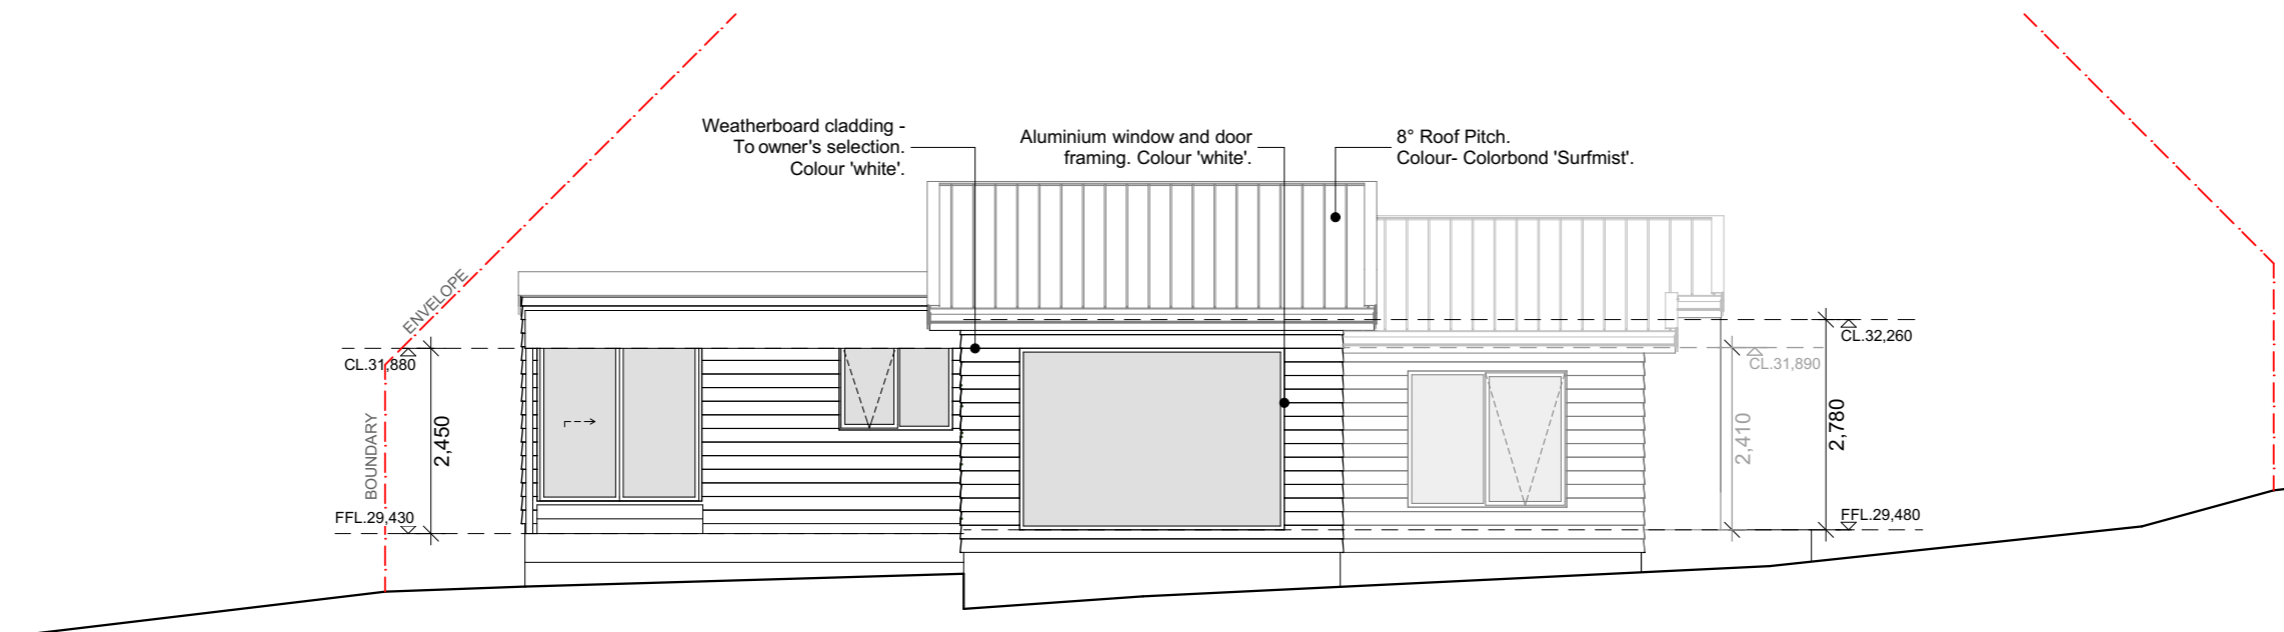 Weatherboard cladding -
To owner's selection.
Colour 'white'.
Aluminium window and door
framing. Colour 'white'.
8° Roof Pitch.
Colour- Colorbond 'Surfmist'.
ENVELOPE
CL.31,880
BOUNDARY
2,450
FFL.29,430
CL.32,260
CL.31,890
2,410
2,780
FFL.29,480